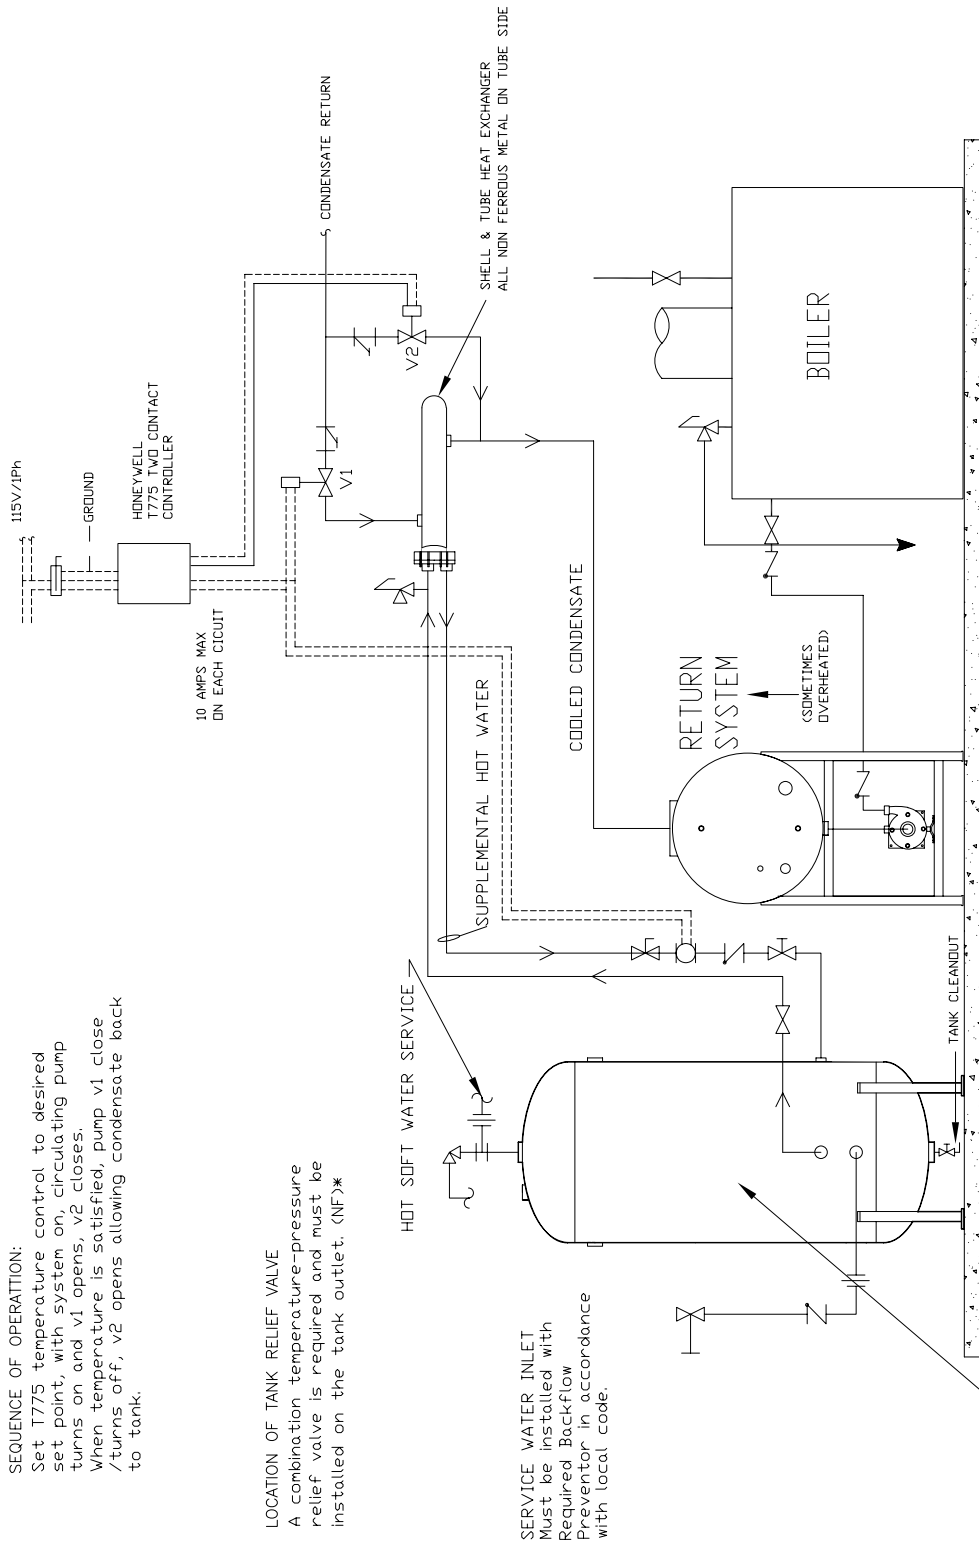 SEQUENCE OF OPERATTION:
Set T775 temperature control to desired
set point, with system on, circulating pump
turns on and v1 opens, v2 closes.
When temperature is satisfied, pump v1 close
/turns off, v2 opens allowing condensate back
to tank.
LOCATION OF TANK RELIEF VALVE
A combination temperature-pressure
relief valve is required and must be
installed on the tank outlet. (NF)*
SERVICE WATER INLET
Must be installed with
Required Backflow
Preventor in accordance
with local code.
HOT SOFT WATER SERVICE
TANK CLEANOUT
SUPPLEMENTAL HOT WATER
COOLED CONDENSATE
RETURN
SYSTEM
(SOMETIMES
OVERHEATED)
10 AMPS MAX
ON EACH CICUIT
115V/1Ph
GROUND
HONEYWELL
T775 TWO CONTACT
CONTROLLER
V1
V2
CONDENSATE RETURN
SHELL & TUBE HEAT EXCHANGER
ALL NON FERROUS METAL ON TUBE SIDE
BOILER